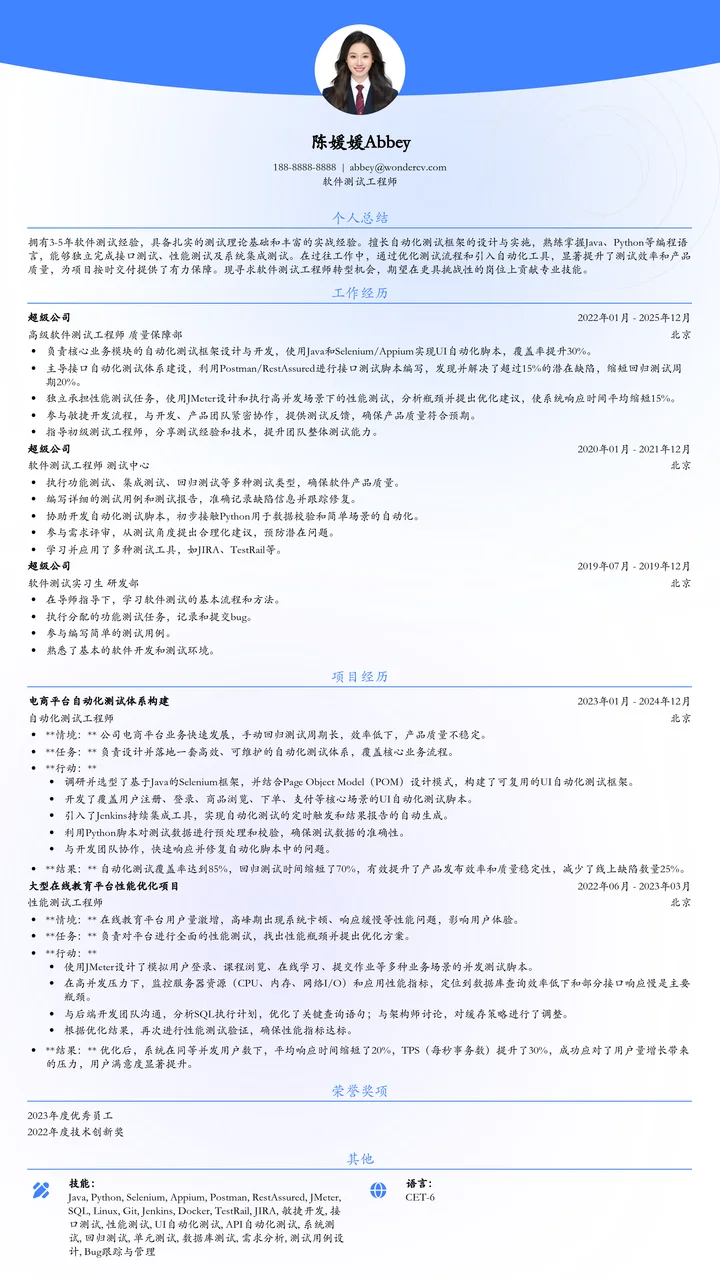 陈媛媛Abbey
188-8888-8888 | abbey@wondercv.com
软件测试工程师
个人总结
拥有3-5年软件测试经验，具备扎实的测试理论基础和丰富的实战经验。擅长自动化测试框架的设计与实施，熟练掌握Java、Python等编程语
言，能够独立完成接口测试、性能测试及系统集成测试。在过往工作中，通过优化测试流程和引入自动化工具，显著提升了测试效率和产品
质量，为项目按时交付提供了有力保障。现寻求软件测试工程师转型机会，期望在更具挑战性的岗位上贡献专业技能。
工作经历
超级公司 2022年01月 - 2025年12月
高级软件测试工程师 质量保障部 北京
• 负责核心业务模块的自动化测试框架设计与开发，使用Java和Selenium/Appium实现UI自动化脚本，覆盖率提升30%。
• 主导接口自动化测试体系建设，利用Postman/RestAssured进行接口测试脚本编写，发现并解决了超过15%的潜在缺陷，缩短回归测试周
期20%。
• 独立承担性能测试任务，使用JMeter设计和执行高并发场景下的性能测试，分析瓶颈并提出优化建议，使系统响应时间平均缩短15%。
• 参与敏捷开发流程，与开发、产品团队紧密协作，提供测试反馈，确保产品质量符合预期。
• 指导初级测试工程师，分享测试经验和技术，提升团队整体测试能力。
超级公司 2020年01月 - 2021年12月
软件测试工程师 测试中心 北京
• 执行功能测试、集成测试、回归测试等多种测试类型，确保软件产品质量。
• 编写详细的测试用例和测试报告，准确记录缺陷信息并跟踪修复。
• 协助开发自动化测试脚本，初步接触Python用于数据校验和简单场景的自动化。
• 参与需求评审，从测试角度提出合理化建议，预防潜在问题。
• 学习并应用了多种测试工具，如JIRA、TestRail等。
超级公司 2019年07月 - 2019年12月
软件测试实习生 研发部 北京
• 在导师指导下，学习软件测试的基本流程和方法。
• 执行分配的功能测试任务，记录和提交bug。
• 参与编写简单的测试用例。
• 熟悉了基本的软件开发和测试环境。
项目经历
电商平台自动化测试体系构建 2023年01月 - 2024年12月
自动化测试工程师 北京
• **情境：** 公司电商平台业务快速发展，手动回归测试周期长，效率低下，产品质量不稳定。
• **任务：** 负责设计并落地一套高效、可维护的自动化测试体系，覆盖核心业务流程。
• **行动：**
• 调研并选型了基于Java的Selenium框架，并结合Page Object Model（POM）设计模式，构建了可复用的UI自动化测试框架。
• 开发了覆盖用户注册、登录、商品浏览、下单、支付等核心场景的UI自动化测试脚本。
• 引入了Jenkins持续集成工具，实现自动化测试的定时触发和结果报告的自动生成。
• 利用Python脚本对测试数据进行预处理和校验，确保测试数据的准确性。
• 与开发团队协作，快速响应并修复自动化脚本中的问题。
• **结果：** 自动化测试覆盖率达到85%，回归测试时间缩短了70%，有效提升了产品发布效率和质量稳定性，减少了线上缺陷数量25%。
大型在线教育平台性能优化项目 2022年06月 - 2023年03月
性能测试工程师 北京
• **情境：** 在线教育平台用户量激增，高峰期出现系统卡顿、响应缓慢等性能问题，影响用户体验。
• **任务：** 负责对平台进行全面的性能测试，找出性能瓶颈并提出优化方案。
• **行动：**
• 使用JMeter设计了模拟用户登录、课程浏览、在线学习、提交作业等多种业务场景的并发测试脚本。
• 在高并发压力下，监控服务器资源（CPU、内存、网络I/O）和应用性能指标，定位到数据库查询效率低下和部分接口响应慢是主要
瓶颈。
• 与后端开发团队沟通，分析SQL执行计划，优化了关键查询语句；与架构师讨论，对缓存策略进行了调整。
• 根据优化结果，再次进行性能测试验证，确保性能指标达标。
• **结果：** 优化后，系统在同等并发用户数下，平均响应时间缩短了20%，TPS（每秒事务数）提升了30%，成功应对了用户量增长带来
的压力，用户满意度显著提升。
荣誉奖项
2023年度优秀员工
2022年度技术创新奖
其他
技能：
Java, Python, Selenium, Appium, Postman, RestAssured, JMeter,
SQL, Linux, Git, Jenkins, Docker, TestRail, JIRA, 敏捷开发, 接
口测试, 性能测试, UI自动化测试, API自动化测试, 系统测
试, 回归测试, 单元测试, 数据库测试, 需求分析, 测试用例设
计, Bug跟踪与管理
语言：
CET-6